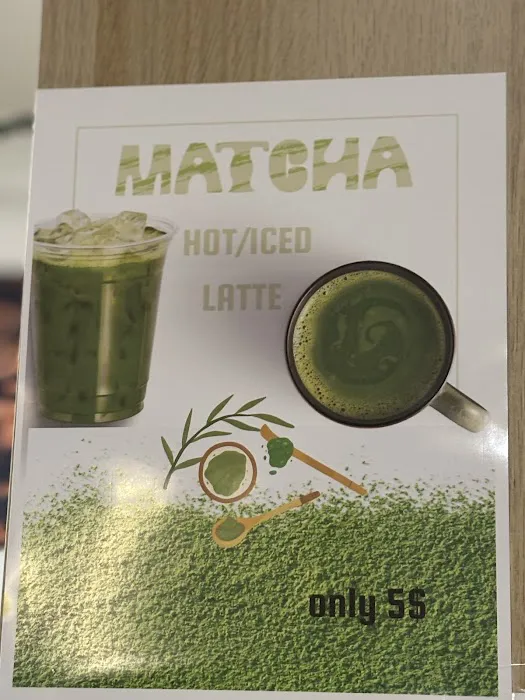 MATCHA
HOT/ICED
LATTE
only 5$